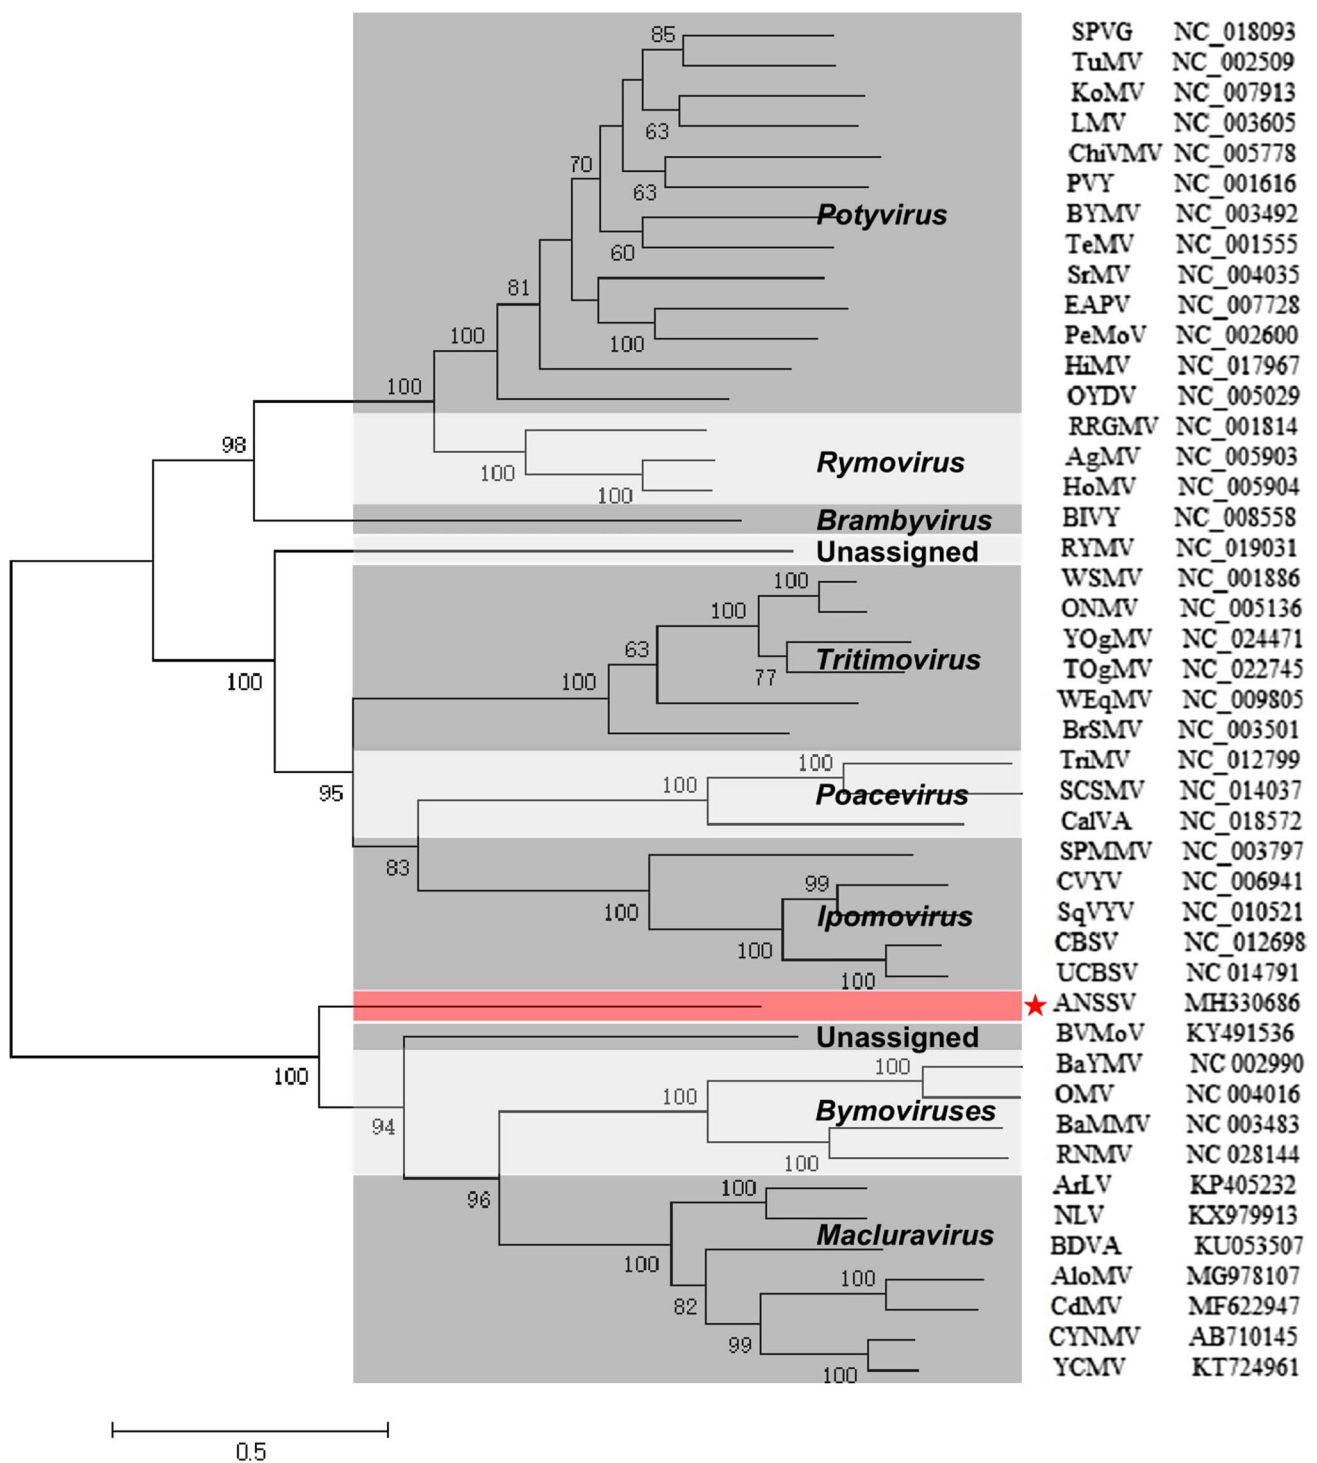 85
SPVG NC_018093
TuMV NC_002509
KoMV NC_007913
63
LMV NC_003605
70
ChiVMV NC_005778
63
PVY NC_001616
Potyvirus
BYMV NC_003492
60
TeMV NC_001555
SrMV NC_004035
81
EAPV NC_007728
100
100
PeMoV NC_002600
HiMV NC_017967
100
OYDV NC_005029
RRGMV NC_001814
98
AgMV NC_005903
100
Rymovirus
100
HoMV NC_005904
Brambyvirus
BIVY NC_008558
Unassigned
RYMV NC_019031
100
WSMV NC_001886
100
ONMV NC_005136
63
YOgMV NC_024471
77
Tritimovirus
TOgMV NC_022745
100
100
WEqMV NC_009805
BrSMV NC_003501
100
TriMV NC_012799
95
100
Poacevirus
SCSMV NC_014037
CalVA NC_018572
83
SPMMV NC_003797
99
CVYV NC_006941
100
Ipomovirus
SqVYV NC_010521
100
CBSV NC_012698
100
UCBSV NC 014791
ANSSV MH330686
Unassigned
BVMoV KY491536
100
100
BaYMV NC 002990
100
OMV NC 004016
94
Bymoviruses
BaMMV NC 003483
100
RNMV NC 028144
96
100
ArLV KP405232
NLV KX979913
Macluravirus
BDVA KU053507
100
100
AloMV MG978107
82
CdMV MF622947
99
CYNMV AB710145
100
YCMV KT724961
0.5